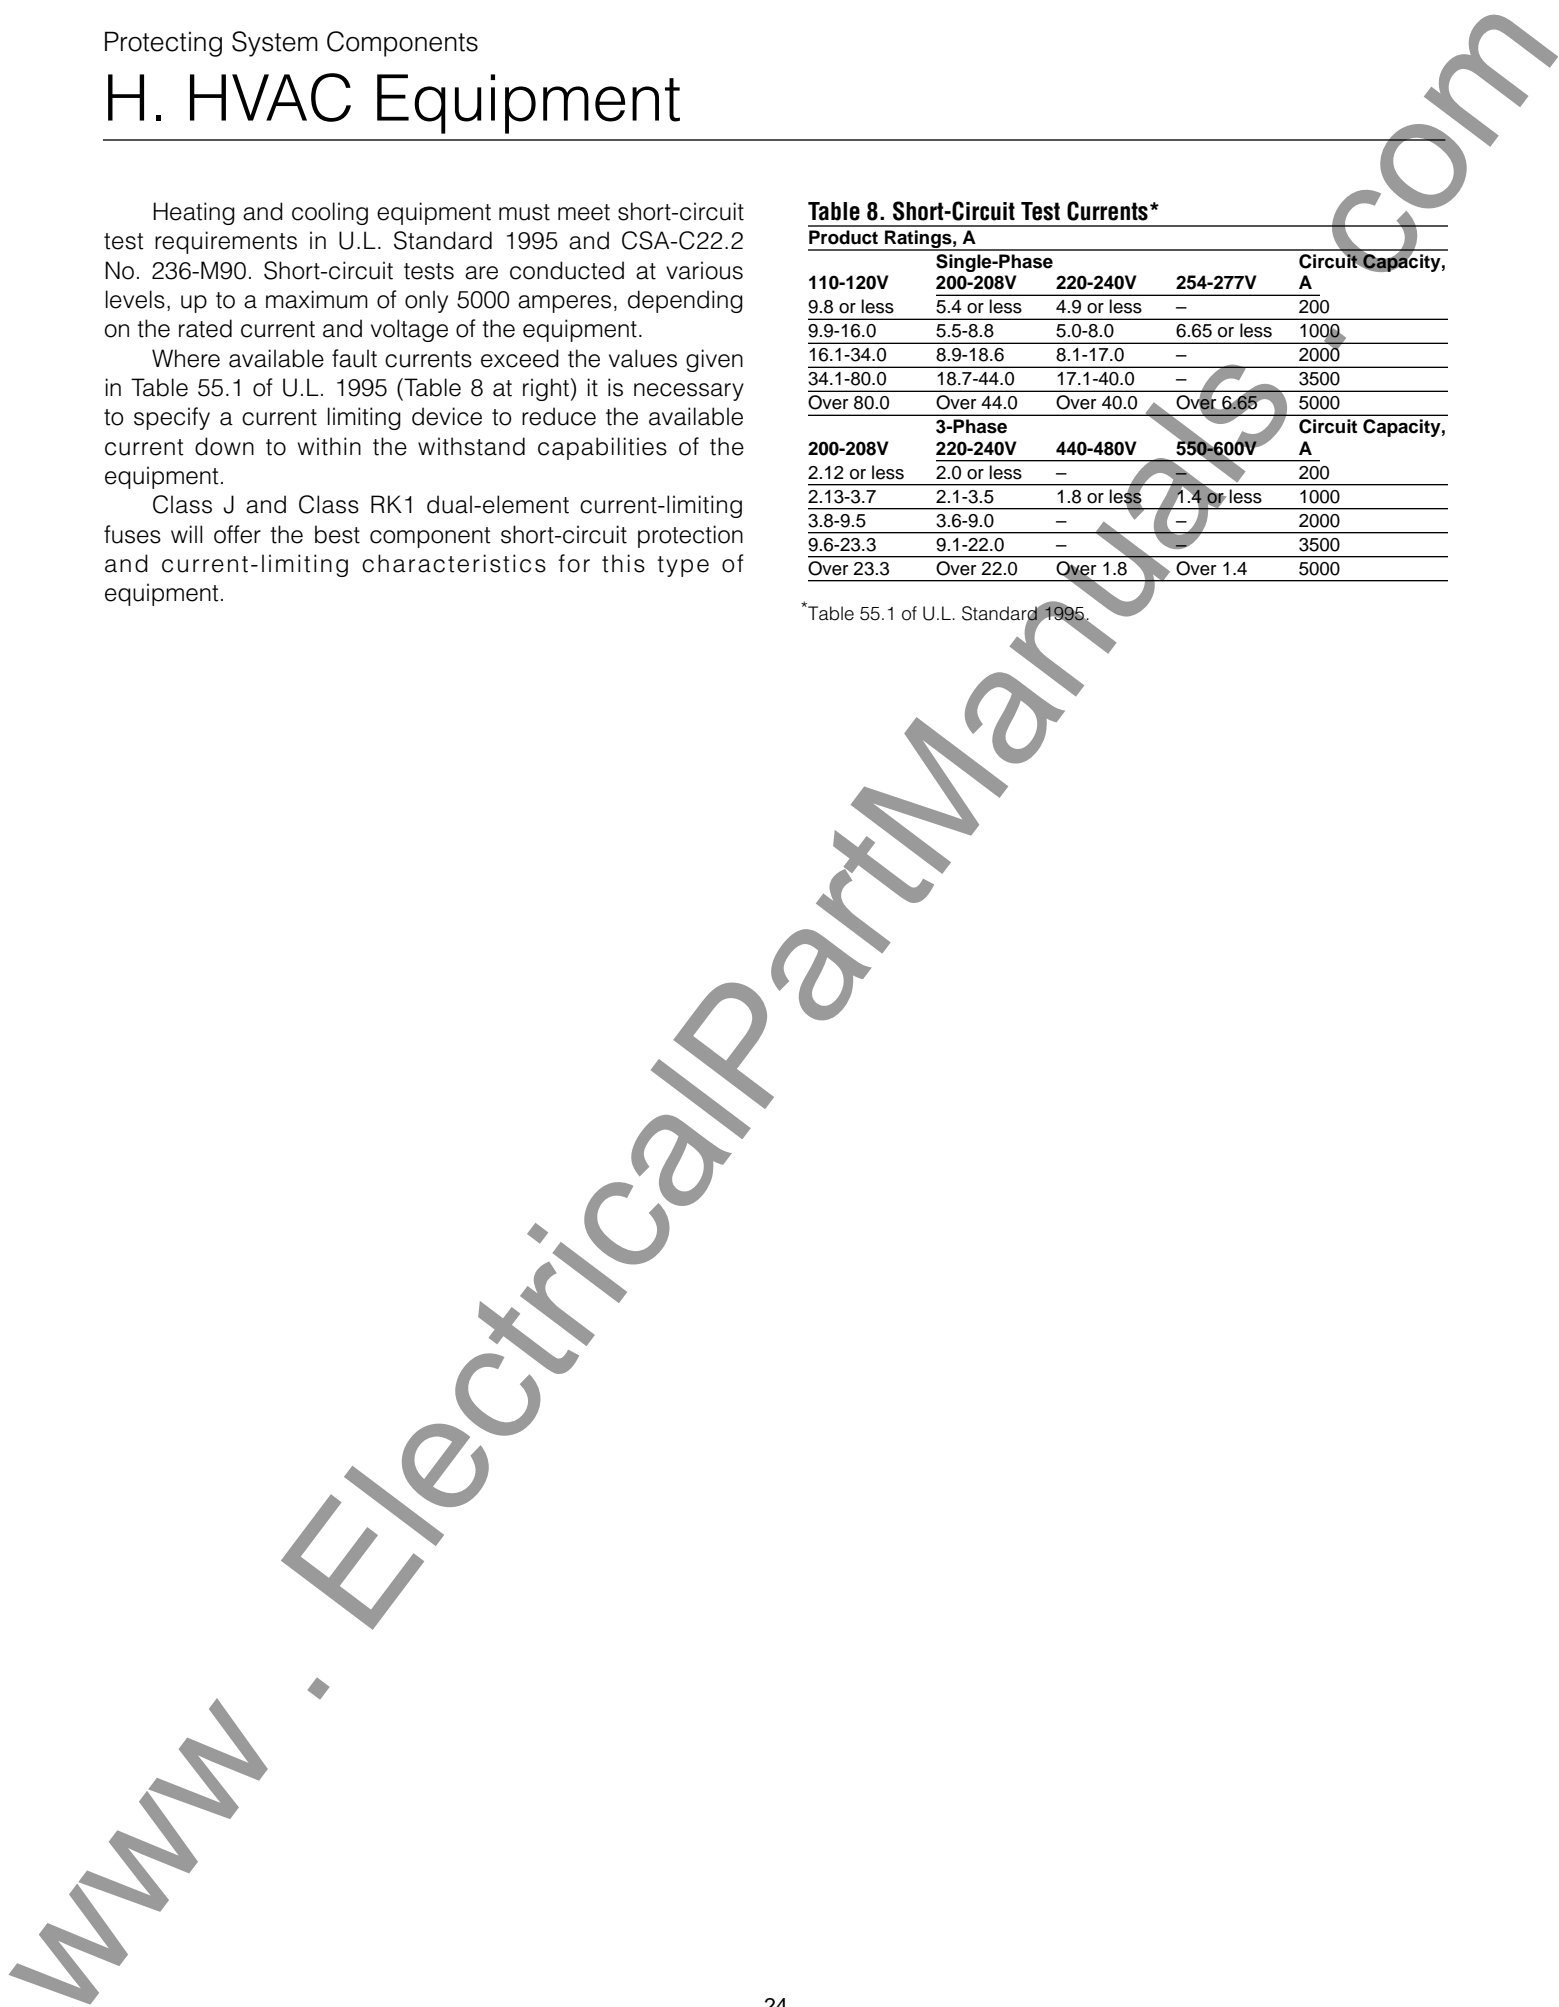 Protecting System Components
H. HVAC Equipment
Heating and cooling equipment must meet short-circuit
test requirements in U.L. Standard 1995 and CSA-C22.2
No. 236-M90. Short-circuit tests are conducted at various
levels, up to a maximum of only 5000 amperes, depending
on the rated current and voltage of the equipment.
Where available fault currents exceed the values given
in Table 55.1 of U.L. 1995 (Table 8 at right) it is necessary
to specify a current limiting device to reduce the available
current down to within the withstand capabilities of the
equipment.
Class J and Class RK1 dual-element current-limiting
fuses will offer the best component short-circuit protection
and current-limiting characteristics for this type of
equipment.
Table 8. Short-Circuit Test Currents*
Product Ratings, A
Single-Phase Circuit Capacity,
110-120V 200-208V 220-240V 254-277V A
9.8 or less 5.4 or less 4.9 or less – 200
9.9-16.0 5.5-8.8 5.0-8.0 6.65 or less 1000
16.1-34.0 8.9-18.6 8.1-17.0 – 2000
34.1-80.0 18.7-44.0 17.1-40.0 – 3500
Over 80.0 Over 44.0 Over 40.0 Over 6.65 5000
3-Phase Circuit Capacity,
200-208V 220-240V 440-480V 550-600V A
2.12 or less 2.0 or less – – 200
2.13-3.7 2.1-3.5 1.8 or less 1.4 or less 1000
3.8-9.5 3.6-9.0 – – 2000
9.6-23.3 9.1-22.0 – – 3500
Over 23.3 Over 22.0 Over 1.8 Over 1.4 5000
*Table 55.1 of U.L. Standard 1995.
www . ElectricalPartManuals . com
24